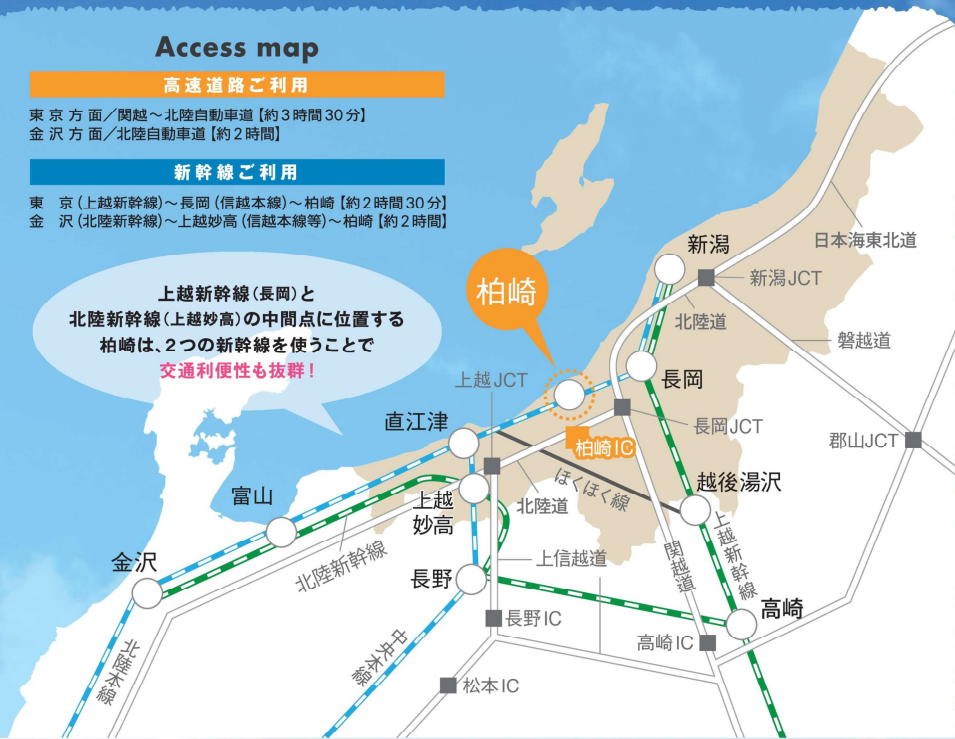 Access map
高速道路ご利用
東京方面／関越～北陸自動車道【約3時間30分】
金沢方面／北陸自動車道【約2時間】
新幹線ご利用
東　京（上越新幹線）～長岡（信越本線）～柏崎【約2時間30分】
金　沢（北陸新幹線）～上越妙高（信越本線等）～柏崎【約2時間】
上越新幹線（長岡）と
北陸新幹線（上越妙高）の中間点に位置する
柏崎は、2つの新幹線を使うことで
交通利便性も抜群！
柏崎
新潟
日本海東北道
新潟JCT
北陸道
磐越道
長岡
上越JCT
直江津
長岡JCT
郡山JCT
柏崎IC
ほくほく線
越後湯沢
富山
上越
妙高
北陸道
上越新幹線
北陸新幹線
関越道
金沢
長野
上信越道
高崎
長野IC
高崎IC
北陸本線
中央本線
松本IC